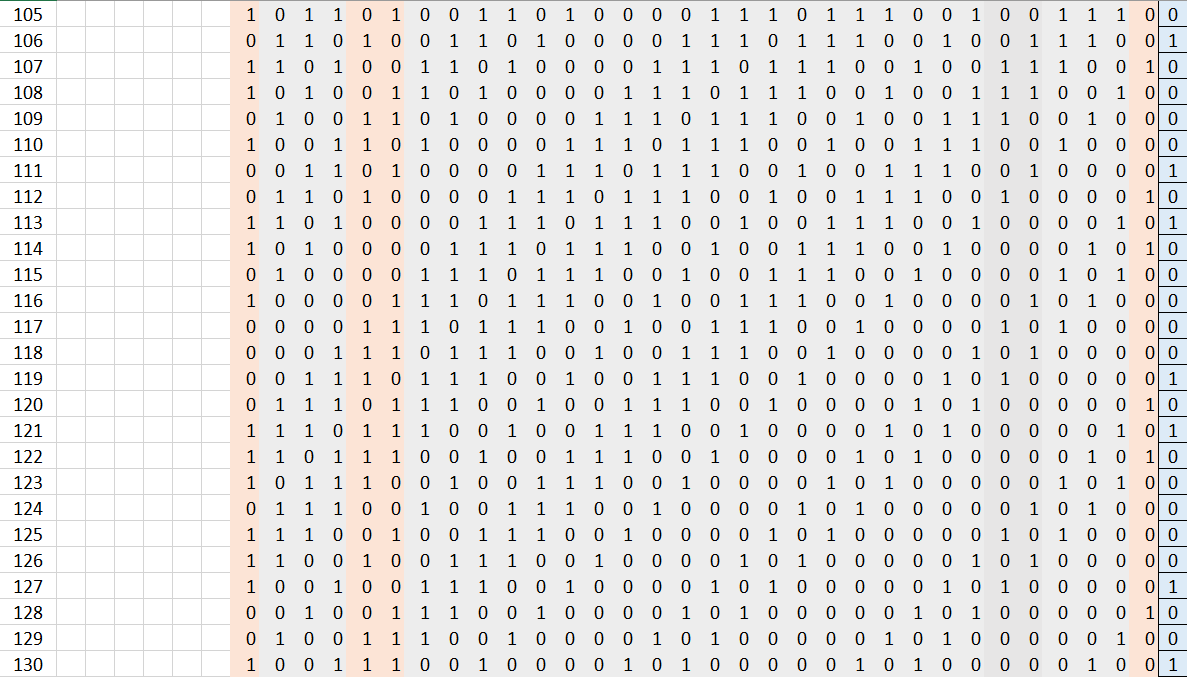 105 1 0 1 1 0 1 0 0 1 1 0 1 0 0 0 0 1 1 1 0 1 1 1 0 0 1 0 0 1 1 1 0 0
106 0 1 1 0 1 0 0 1 1 0 1 0 0 0 0 1 1 1 0 1 1 1 0 0 1 0 0 1 1 1 0 0 1
107 1 1 0 1 0 0 1 1 0 1 0 0 0 0 1 1 1 0 1 1 1 0 0 1 0 0 1 1 1 0 0 1 0
108 1 0 1 0 0 1 1 0 1 0 0 0 0 1 1 1 0 1 1 1 0 0 1 0 0 1 1 1 0 0 1 0 0
109 0 1 0 0 1 1 0 1 0 0 0 0 1 1 1 0 1 1 1 0 0 1 0 0 1 1 1 0 0 1 0 0 0
110 1 0 0 1 1 0 1 0 0 0 0 1 1 1 0 1 1 1 0 0 1 0 0 1 1 1 0 0 1 0 0 0 0
111 0 0 1 1 0 1 0 0 0 0 1 1 1 0 1 1 1 0 0 1 0 0 1 1 1 0 0 1 0 0 0 0 1
112 0 1 1 0 1 0 0 0 0 1 1 1 0 1 1 1 0 0 1 0 0 1 1 1 0 0 1 0 0 0 0 1 0
113 1 1 0 1 0 0 0 0 1 1 1 0 1 1 1 0 0 1 0 0 1 1 1 0 0 1 0 0 0 0 1 0 1
114 1 0 1 0 0 0 0 1 1 1 0 1 1 1 0 0 1 0 0 1 1 1 0 0 1 0 0 0 0 1 0 1 0
115 0 1 0 0 0 0 1 1 1 0 1 1 1 0 0 1 0 0 1 1 1 0 0 1 0 0 0 0 1 0 1 0 0
116 1 0 0 0 0 1 1 1 0 1 1 1 0 0 1 0 0 1 1 1 0 0 1 0 0 0 0 1 0 1 0 0 0
117 0 0 0 0 1 1 1 0 1 1 1 0 0 1 0 0 1 1 1 0 0 1 0 0 0 0 1 0 1 0 0 0 0
118 0 0 0 1 1 1 0 1 1 1 0 0 1 0 0 1 1 1 0 0 1 0 0 0 0 1 0 1 0 0 0 0 0
119 0 0 1 1 1 0 1 1 1 0 0 1 0 0 1 1 1 0 0 1 0 0 0 0 1 0 1 0 0 0 0 0 1
120 0 1 1 1 0 1 1 1 0 0 1 0 0 1 1 1 0 0 1 0 0 0 0 1 0 1 0 0 0 0 0 1 0
121 1 1 1 0 1 1 1 0 0 1 0 0 1 1 1 0 0 1 0 0 0 0 1 0 1 0 0 0 0 0 1 0 1
122 1 1 0 1 1 1 0 0 1 0 0 1 1 1 0 0 1 0 0 0 0 1 0 1 0 0 0 0 0 1 0 1 0
123 1 0 1 1 1 0 0 1 0 0 1 1 1 0 0 1 0 0 0 0 1 0 1 0 0 0 0 0 1 0 1 0 0
124 0 1 1 1 0 0 1 0 0 1 1 1 0 0 1 0 0 0 0 1 0 1 0 0 0 0 0 1 0 1 0 0 0
125 1 1 1 0 0 1 0 0 1 1 1 0 0 1 0 0 0 0 1 0 1 0 0 0 0 0 1 0 1 0 0 0 0
126 1 1 0 0 1 0 0 1 1 1 0 0 1 0 0 0 0 1 0 1 0 0 0 0 0 1 0 1 0 0 0 0 0
127 1 0 0 1 0 0 1 1 1 0 0 1 0 0 0 0 1 0 1 0 0 0 0 0 1 0 1 0 0 0 0 0 1
128 0 0 1 0 0 1 1 1 0 0 1 0 0 0 0 1 0 1 0 0 0 0 0 1 0 1 0 0 0 0 0 1 0
129 0 1 0 0 1 1 1 0 0 1 0 0 0 0 1 0 1 0 0 0 0 0 1 0 1 0 0 0 0 0 1 0 0
130 1 0 0 1 1 1 0 0 1 0 0 0 0 1 0 1 0 0 0 0 0 1 0 1 0 0 0 0 0 1 0 0 1